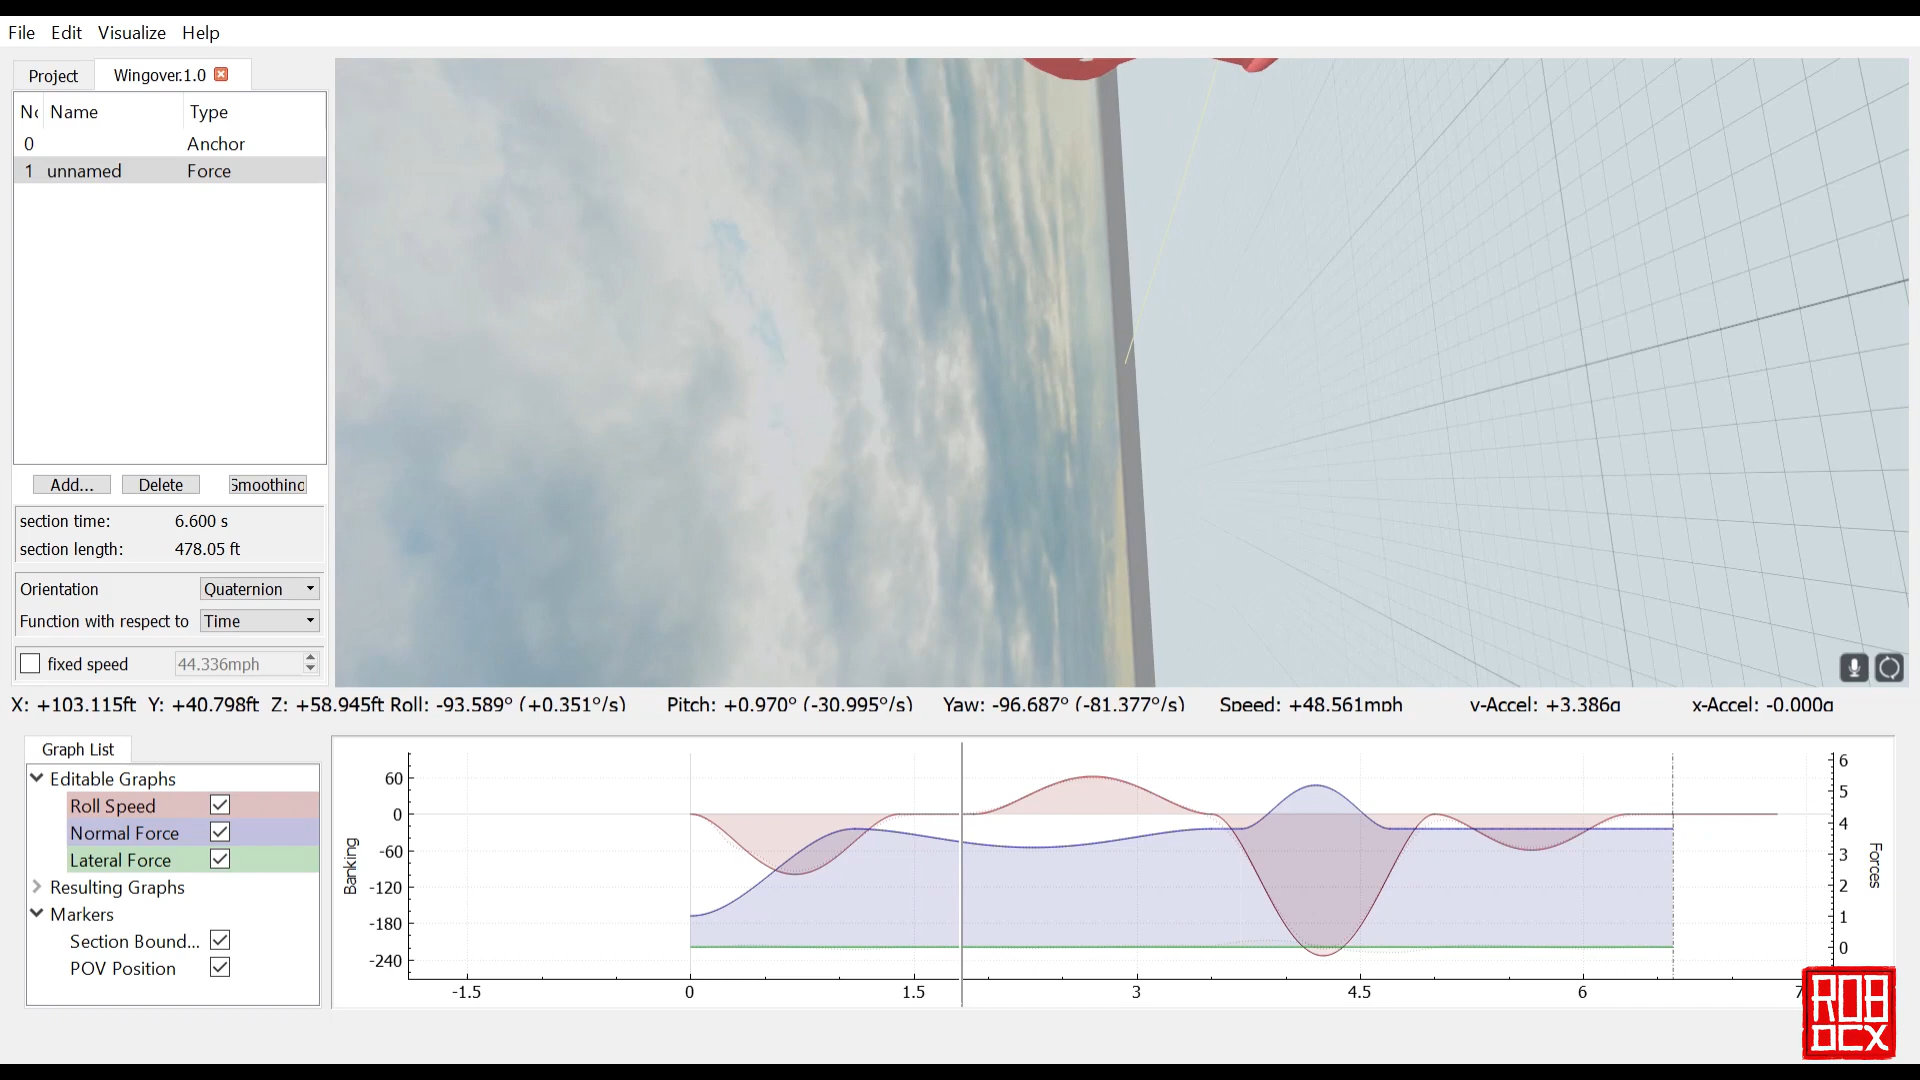 File Edit Visualize Help
Project Wingover.1.0
Name Type
0 Anchor
1 unnamed Force
Add... Delete Smoothing
section time: 6.600 s
section length: 478.05 ft
Orientation Quaternion
Function with respect to Time
fixed speed 44.336mph
X: +103.115ft Y: +40.798ft Z: +58.945ft Roll: -93.589° (+0.351°/s) Pitch: +0.970° (-30.995°/s) Yaw: -96.687° (-81.377°/s) Speed: +48.561mph y-Accel: +3.386g x-Accel: -0.000g
Graph List
Editable Graphs
Roll Speed
Normal Force
Lateral Force
Resulting Graphs
Markers
Section Bound...
POV Position
Banking
60
0
-60
-120
-180
-240
-1.5 0 1.5 3 4.5 6 7
6
5
4
3
2
1
0
Forces
ROB
DCX